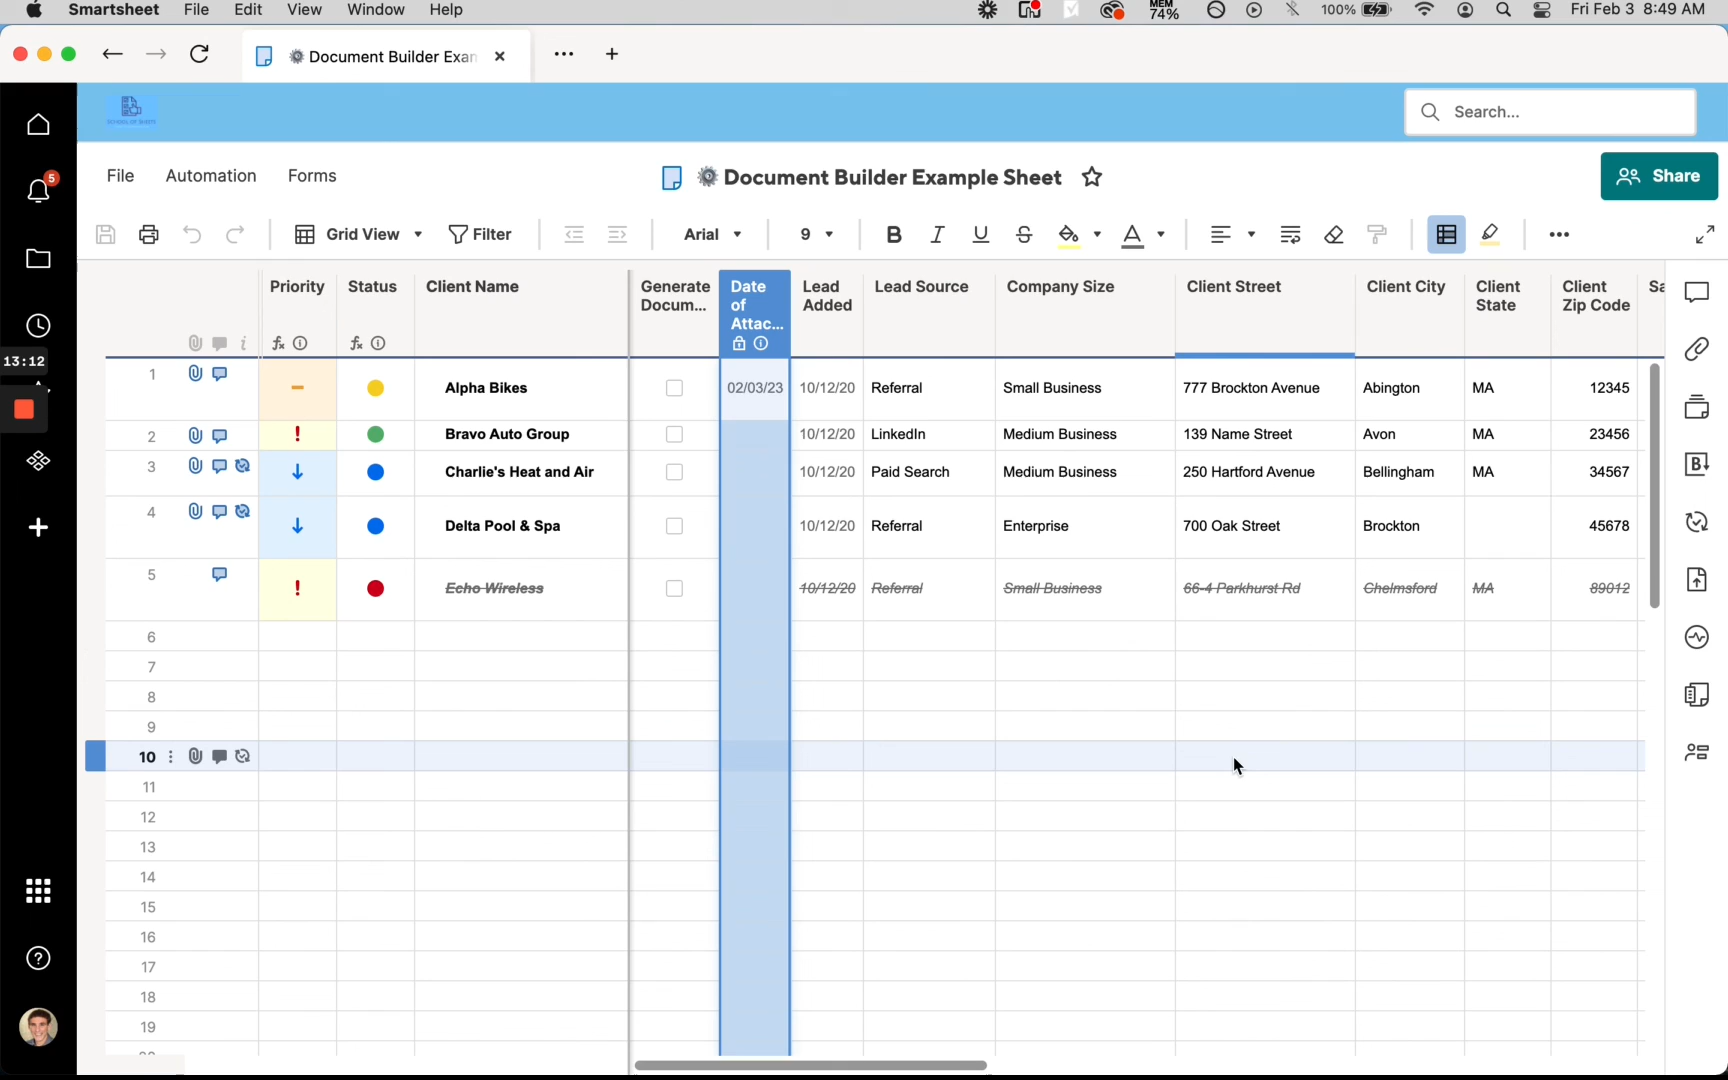 Smartsheet File Edit View Window Help MEM 74% 100% Fri Feb 3 8:49 AM
Document Builder Exan
Search...
SCHOOL OF SHEETS
5
File Automation Forms Document Builder Example Sheet Share
Grid View Filter Arial 9 B I U S A
Priority Status Client Name Generate Docum... Date of Attac... Lead Added Lead Source Company Size Client Street Client City Client State Client Zip Code Sa
fx fx
13:12
1 Alpha Bikes 02/03/23 10/12/20 Referral Small Business 777 Brockton Avenue Abington MA 12345
2 ! Bravo Auto Group 10/12/20 LinkedIn Medium Business 139 Name Street Avon MA 23456
3 Charlie's Heat and Air 10/12/20 Paid Search Medium Business 250 Hartford Avenue Bellingham MA 34567
4 Delta Pool & Spa 10/12/20 Referral Enterprise 700 Oak Street Brockton 45678
5 ! Echo Wireless 10/12/20 Referral Small Business 66-4 Parkhurst Rd Chelmsford MA 89012
6
7
8
9
10
11
12
13
14
15
16
17
18
19